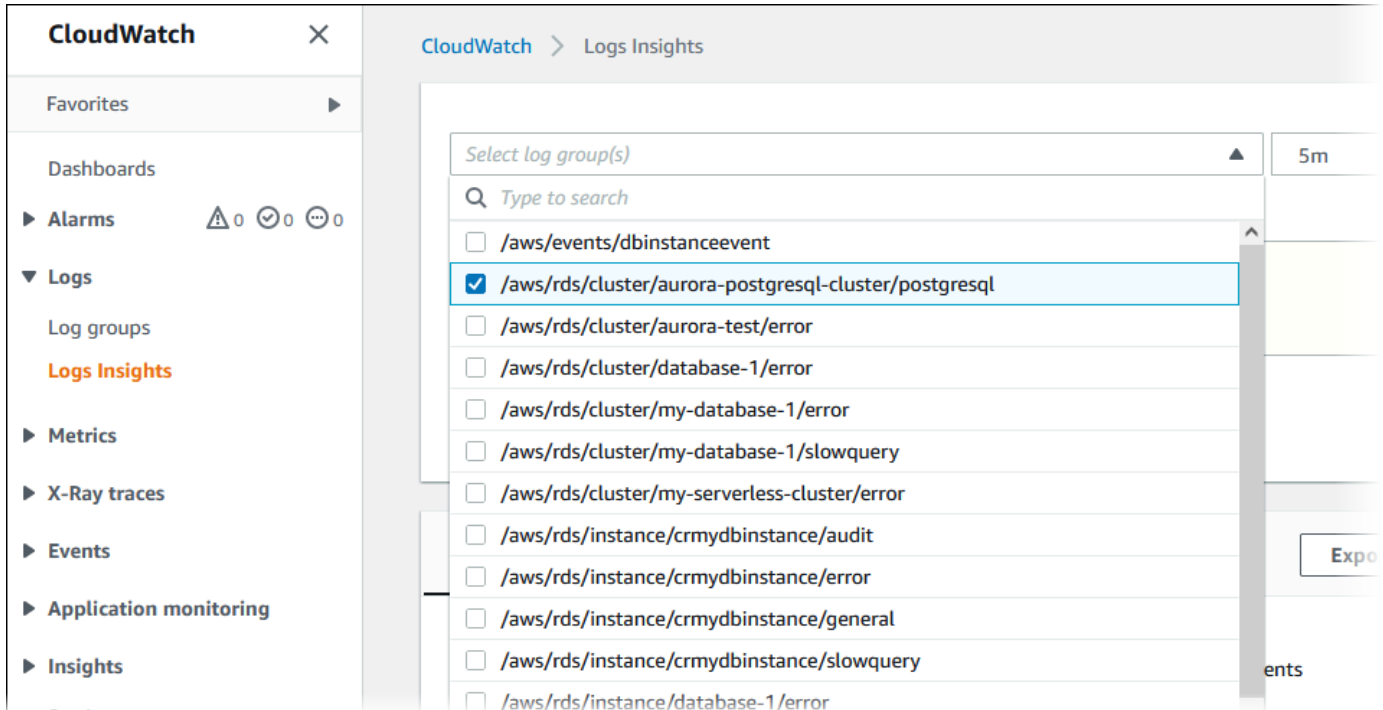 CloudWatch
Favorites
Dashboards
Alarms 0 0 0
Logs
Log groups
Logs Insights
Metrics
X-Ray traces
Events
Application monitoring
Insights
CloudWatch > Logs Insights
Select log group(s)
5m
Type to search
/aws/events/dbinstanceevent
/aws/rds/cluster/aurora-postgresql-cluster/postgresql
/aws/rds/cluster/aurora-test/error
/aws/rds/cluster/database-1/error
/aws/rds/cluster/my-database-1/error
/aws/rds/cluster/my-database-1/slowquery
/aws/rds/cluster/my-serverless-cluster/error
/aws/rds/instance/crmydbinstance/audit
/aws/rds/instance/crmydbinstance/error
/aws/rds/instance/crmydbinstance/general
/aws/rds/instance/crmydbinstance/slowquery
/aws/rds/instance/database-1/error
Expo
ents